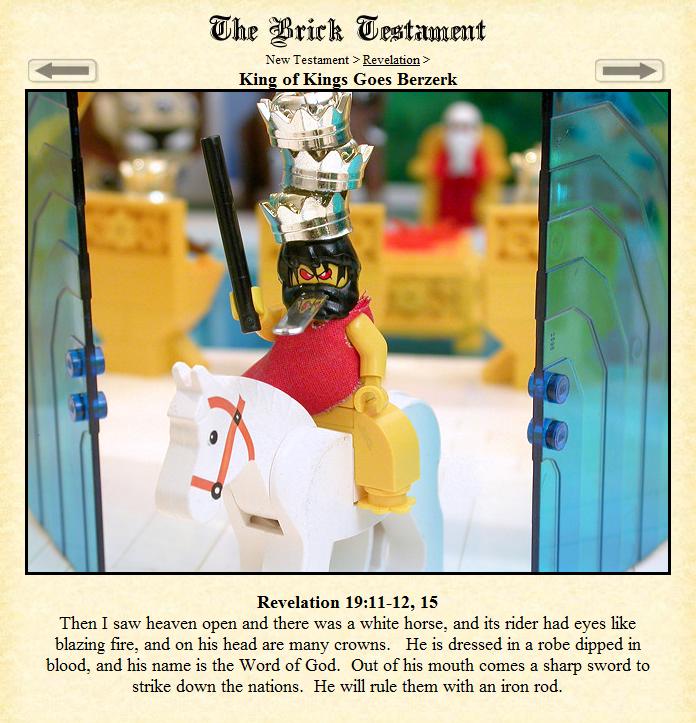 The Brick Testament
New Testament > Revelation >
King of Kings Goes Berzerk
Revelation 19:11-12, 15
Then I saw heaven open and there was a white horse, and its rider had eyes like
blazing fire, and on his head are many crowns.   He is dressed in a robe dipped in
blood, and his name is the Word of God.  Out of his mouth comes a sharp sword to
strike down the nations.  He will rule them with an iron rod.